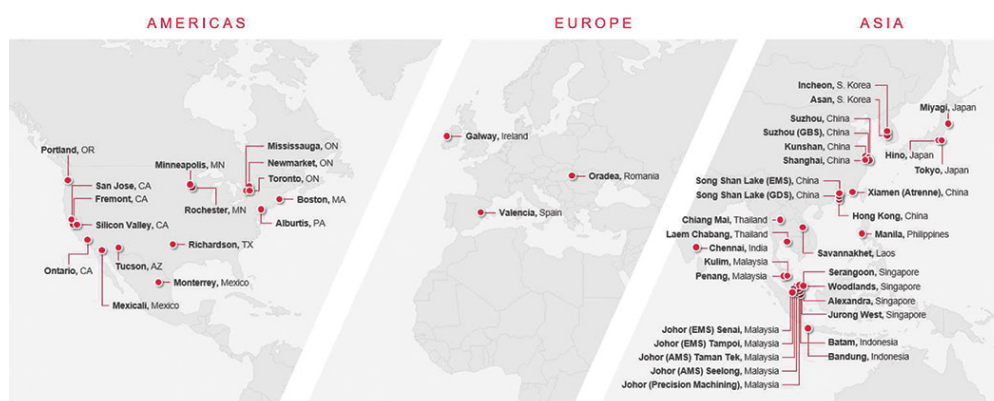 AMERICAS
EUROPE
ASIA
Portland, OR
Minneapolis, MN
Mississauga, ON
Newmarket, ON
Toronto, ON
San Jose, CA
Fremont, CA
Boston, MA
Rochester, MN
Silicon Valley, CA
Alburtis, PA
Richardson, TX
Ontario, CA
Tucson, AZ
Monterrey, Mexico
Mexicali, Mexico
Galway, Ireland
Oradea, Romania
Valencia, Spain
Incheon, S. Korea
Asan, S. Korea
Miyagi, Japan
Suzhou, China
Suzhou (GBS), China
Kunshan, China
Shanghai, China
Hino, Japan
Tokyo, Japan
Song Shan Lake (EMS), China
Song Shan Lake (GDS), China
Xiamen (Atrenne), China
Hong Kong, China
Chiang Mai, Thailand
Laem Chabang, Thailand
Manila, Philippines
Chennai, India
Savannakhet, Laos
Kulim, Malaysia
Penang, Malaysia
Serangoon, Singapore
Woodlands, Singapore
Alexandra, Singapore
Jurong West, Singapore
Johor (EMS) Senai, Malaysia
Johor (EMS) Tampoi, Malaysia
Johor (AMS) Taman Tek, Malaysia
Johor (AMS) Seelong, Malaysia
Johor (Precision Machining), Malaysia
Batam, Indonesia
Bandung, Indonesia